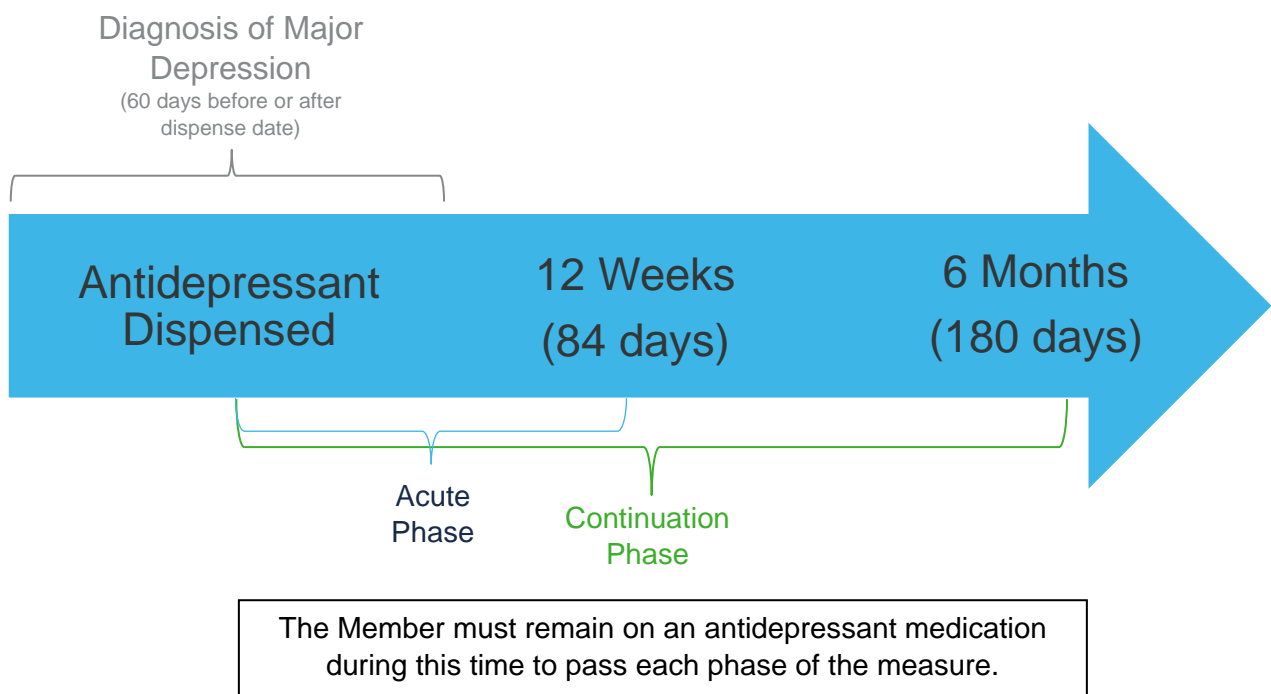 Diagnosis of Major
Depression
(60 days before or after
dispense date)
Antidepressant
Dispensed
12 Weeks
(84 days)
6 Months
(180 days)
Acute
Phase
Continuation
Phase
The Member must remain on an antidepressant medication
during this time to pass each phase of the measure.